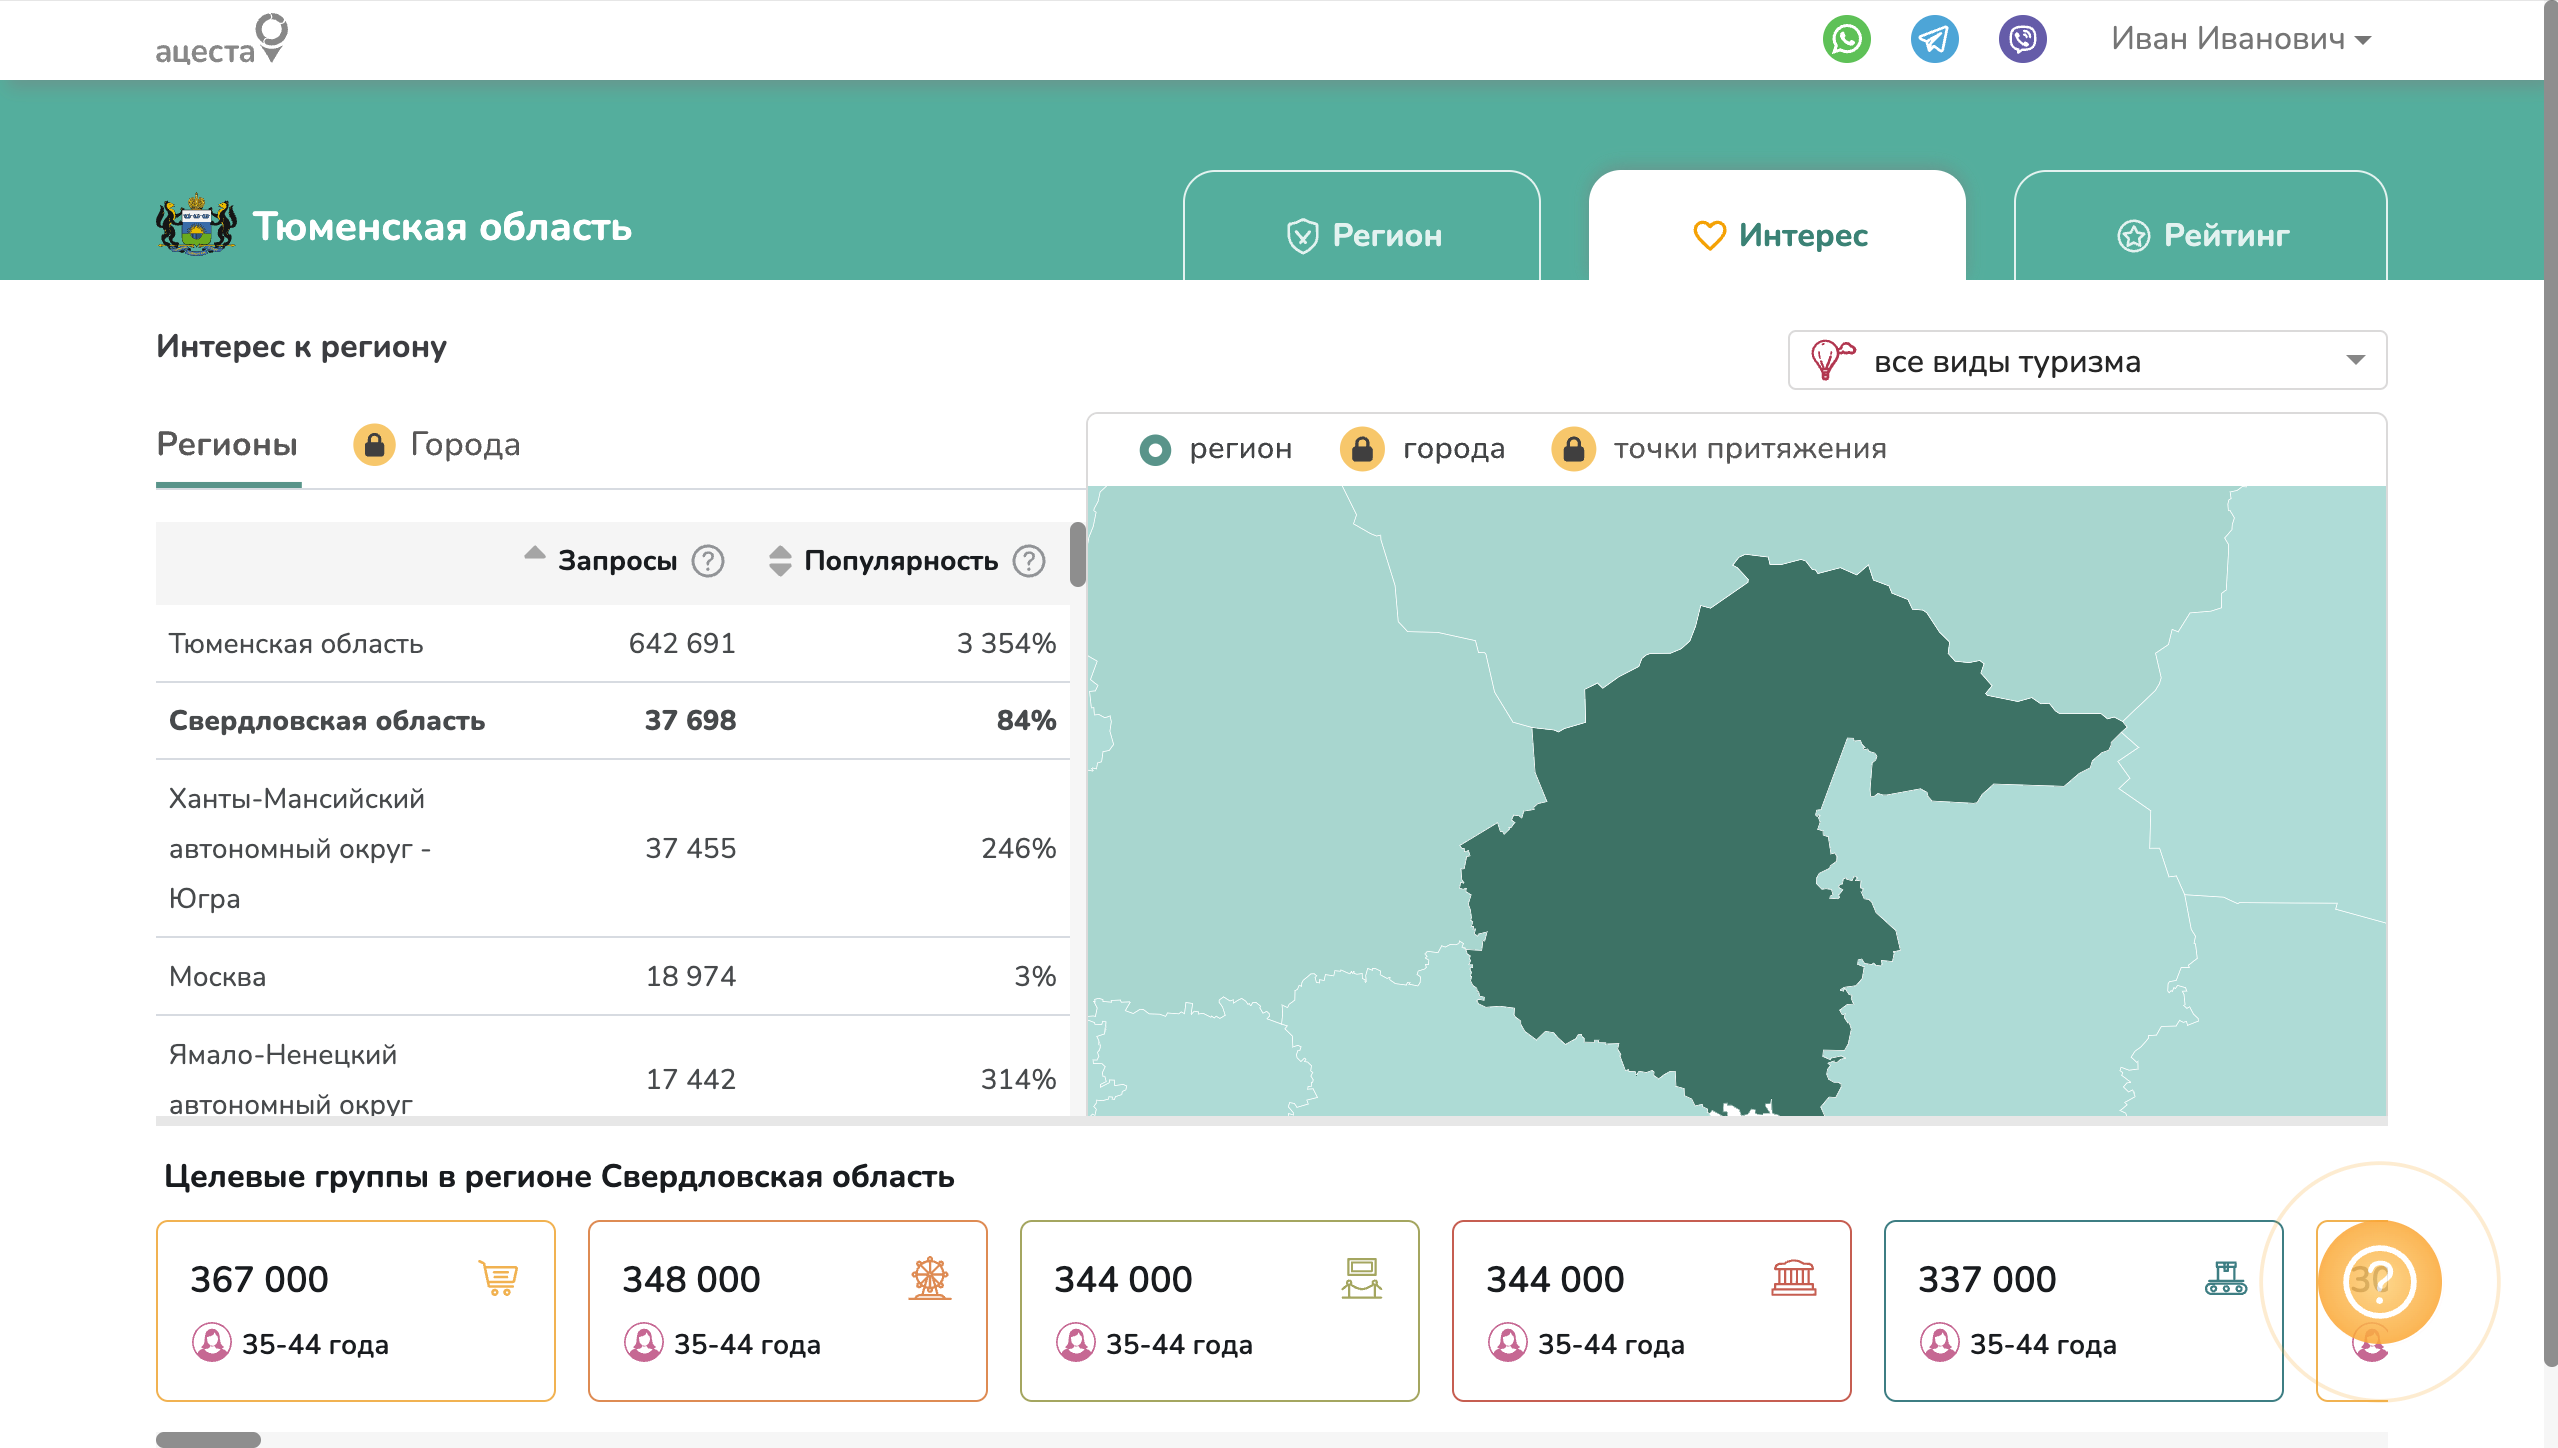 ацеста
Иван Иванович
Тюменская область
Регион
Интерес
Рейтинг
Интерес к региону
все виды туризма
Регионы
Города
регион
города
точки притяжения
Запросы ?
Популярность ?
Тюменская область 642 691 3 354%
Свердловская область 37 698 84%
Ханты-Мансийский
автономный округ -
Югра
37 455 246%
Москва 18 974 3%
Ямало-Ненецкий
автономный округ
17 442 314%
Целевые группы в регионе Свердловская область
367 000
35-44 года
348 000
35-44 года
344 000
35-44 года
344 000
35-44 года
337 000
35-44 года
?